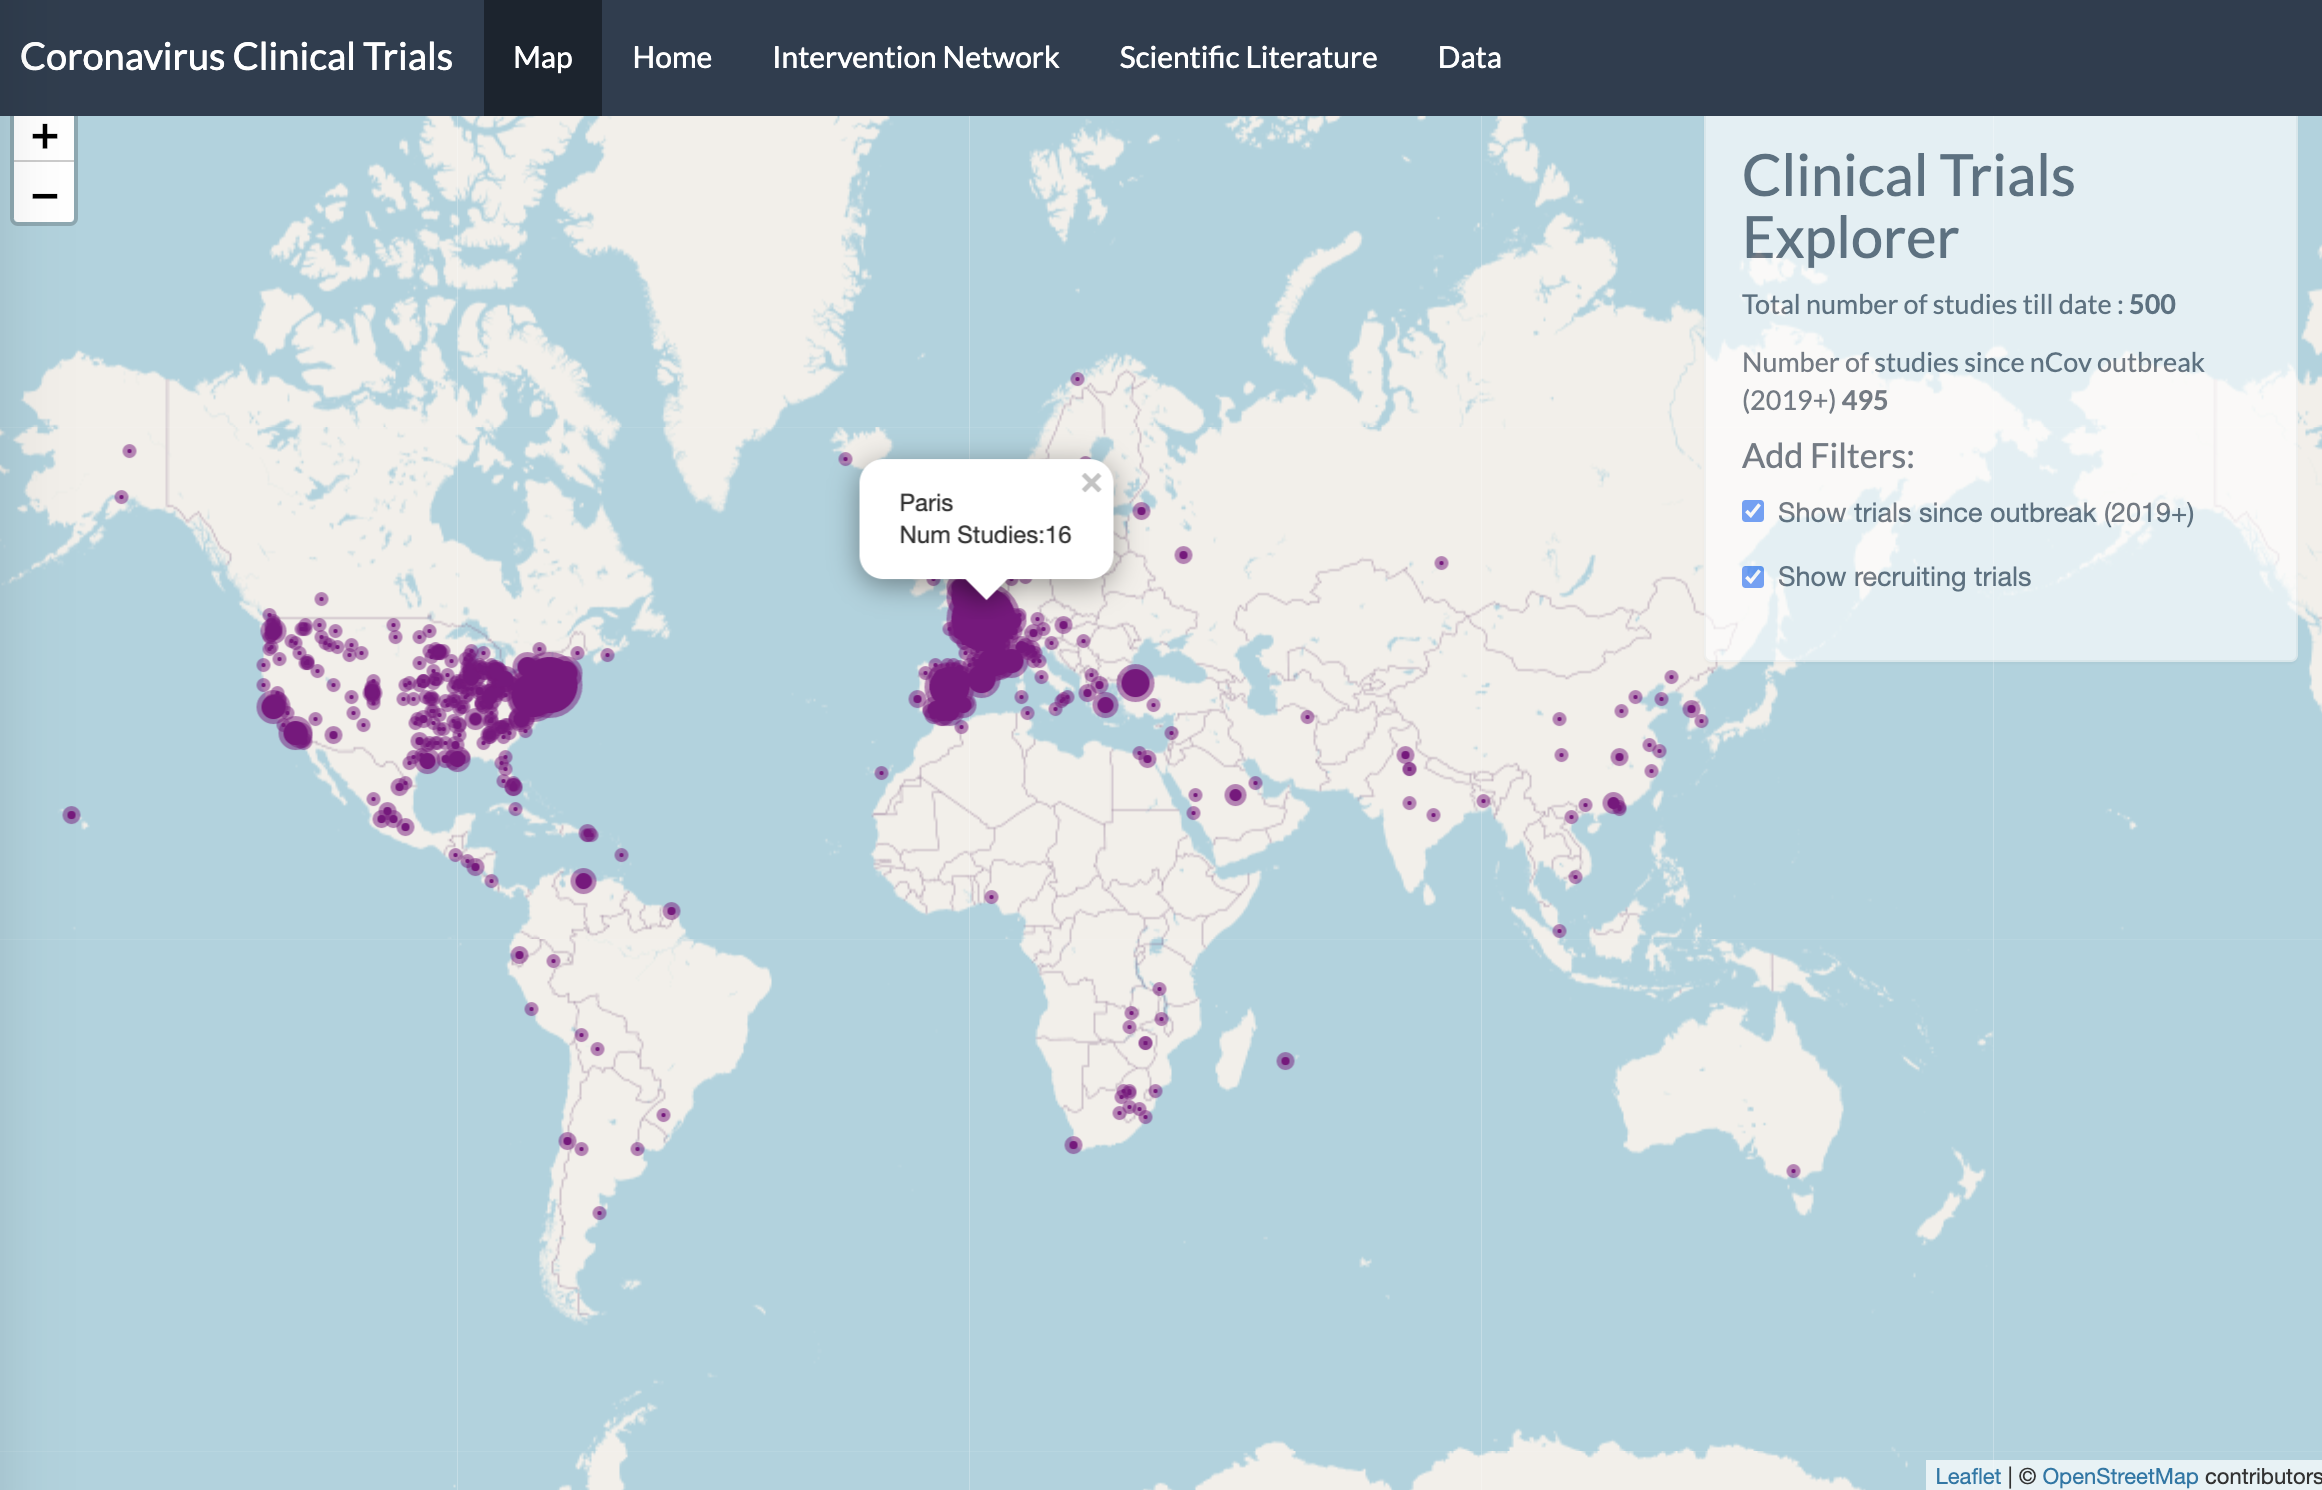 Coronavirus Clinical Trials
Map
Home
Intervention Network
Scientific Literature
Data
+
−
Clinical Trials
Explorer
Total number of studies till date : 500
Number of studies since nCov outbreak
(2019+) 495
Add Filters:
Show trials since outbreak (2019+)
Show recruiting trials
×
Paris
Num Studies:16
Leaflet | © OpenStreetMap contributors